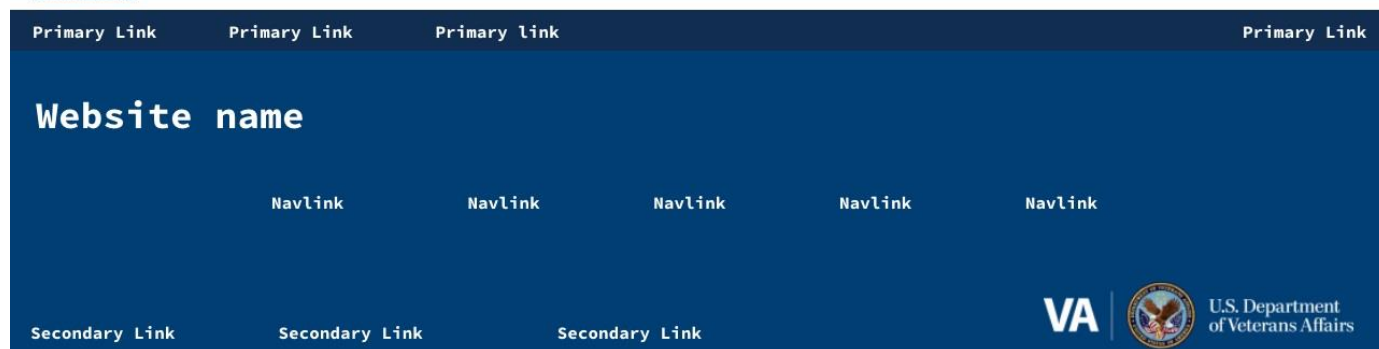 Primary Link Primary Link Primary link Primary Link
Website name
Navlink Navlink Navlink Navlink Navlink
VA U.S. Department
of Veterans Affairs
Secondary Link Secondary Link Secondary Link